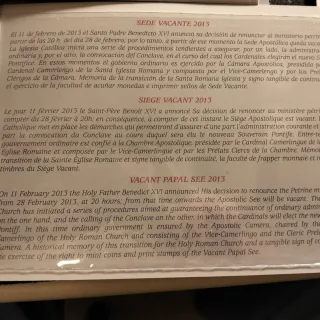 SEDE VACANTE 2013
El 11 de febrero de 2013 el Santo Padre Benedicto XVI anunció su decisión de renunciar al ministerio petrino
partir de las 20 h. del día 28 de febrero, por lo tanto, a partir de ese momento la Sede Apostólica queda vaca
La Iglesia Católica inicia una serie de procedimientos tendientes a asegurar, por un lado, la administración
ordinaria y, por el otro, la convocación del Conclave, en el curso del cual los Cardenales elegirán el nuevo S
Pontífice. En estos momentos el gobierno ordinario es ejercido por la Cámara Apostólica, presidida por
Cardenal Camerlengo de la Santa Iglesia Romana y compuesta por el Vice-Camerlengo y por los Prel
Clérigos de la Cámara. Memoria de la transición de la Santa Romana Iglesia y signo tangible de continui
el ejercicio de la facultad de acuñar monedas e imprimir sellos de Sede Vacante.
SIÈGE VACANT 2013
Le jour 11 février 2013 le Saint-Père Benoît XVI a annoncé Sa décision de renoncer au ministère pétri
compter du 28 février à 20h. en conséquence, à compter de cet instant le Siège Apostolique est vacant. L
Catholique met en place les démarches qui permettront d'assurer d'une part l'administration courante et
part la convocation du Conclave au cours duquel sera élu le nouveau Souverain Pontife. Entre-te
gouvernement ordinaire est confié à la Chambre Apostolique, présidée par le Cardinal Camerlingue de l
Église Romaine et composée par le Vice-Camerlingue et par les Prélats Clercs de la Chambre. Mémoi
transition de la Sainte Église Romaine et signe tangible de continuité, la faculté de frapper monnaie et
timbres du Siège Vacant.
VACANT PAPAL SEE 2013
On 11 February 2013 the Holy Father Benedict XVI announced His decision to renounce the Petrine m
from 28 February 2013, at 20 hours; from that time onwards the Apostolic See will be vacant. The
Church has initiated a series of procedures aimed at guaranteeing the continuance of ordinary admi
on the one hand, and the calling of the Conclave on the other, in which the Cardinals will elect the new
Pontiff. In this time ordinary government is ensured by the Apostolic Camera, chaired by the
Camerlengo of the Holy Roman Church and consisting of the Vice-Camerlengo and the Cleric Prela
Camera. A historical memory of this transition for the Holy Roman Church and a tangible sign of co
the exercise of the right to mint coins and print stamps of the Vacant Papal See.